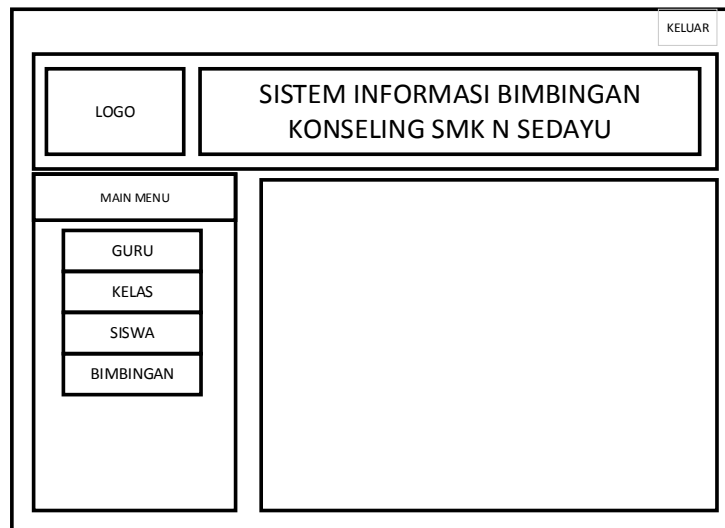 KELUAR
LOGO
SISTEM INFORMASI BIMBINGAN
KONSELING SMK N SEDAYU
MAIN MENU
GURU
KELAS
SISWA
BIMBINGAN